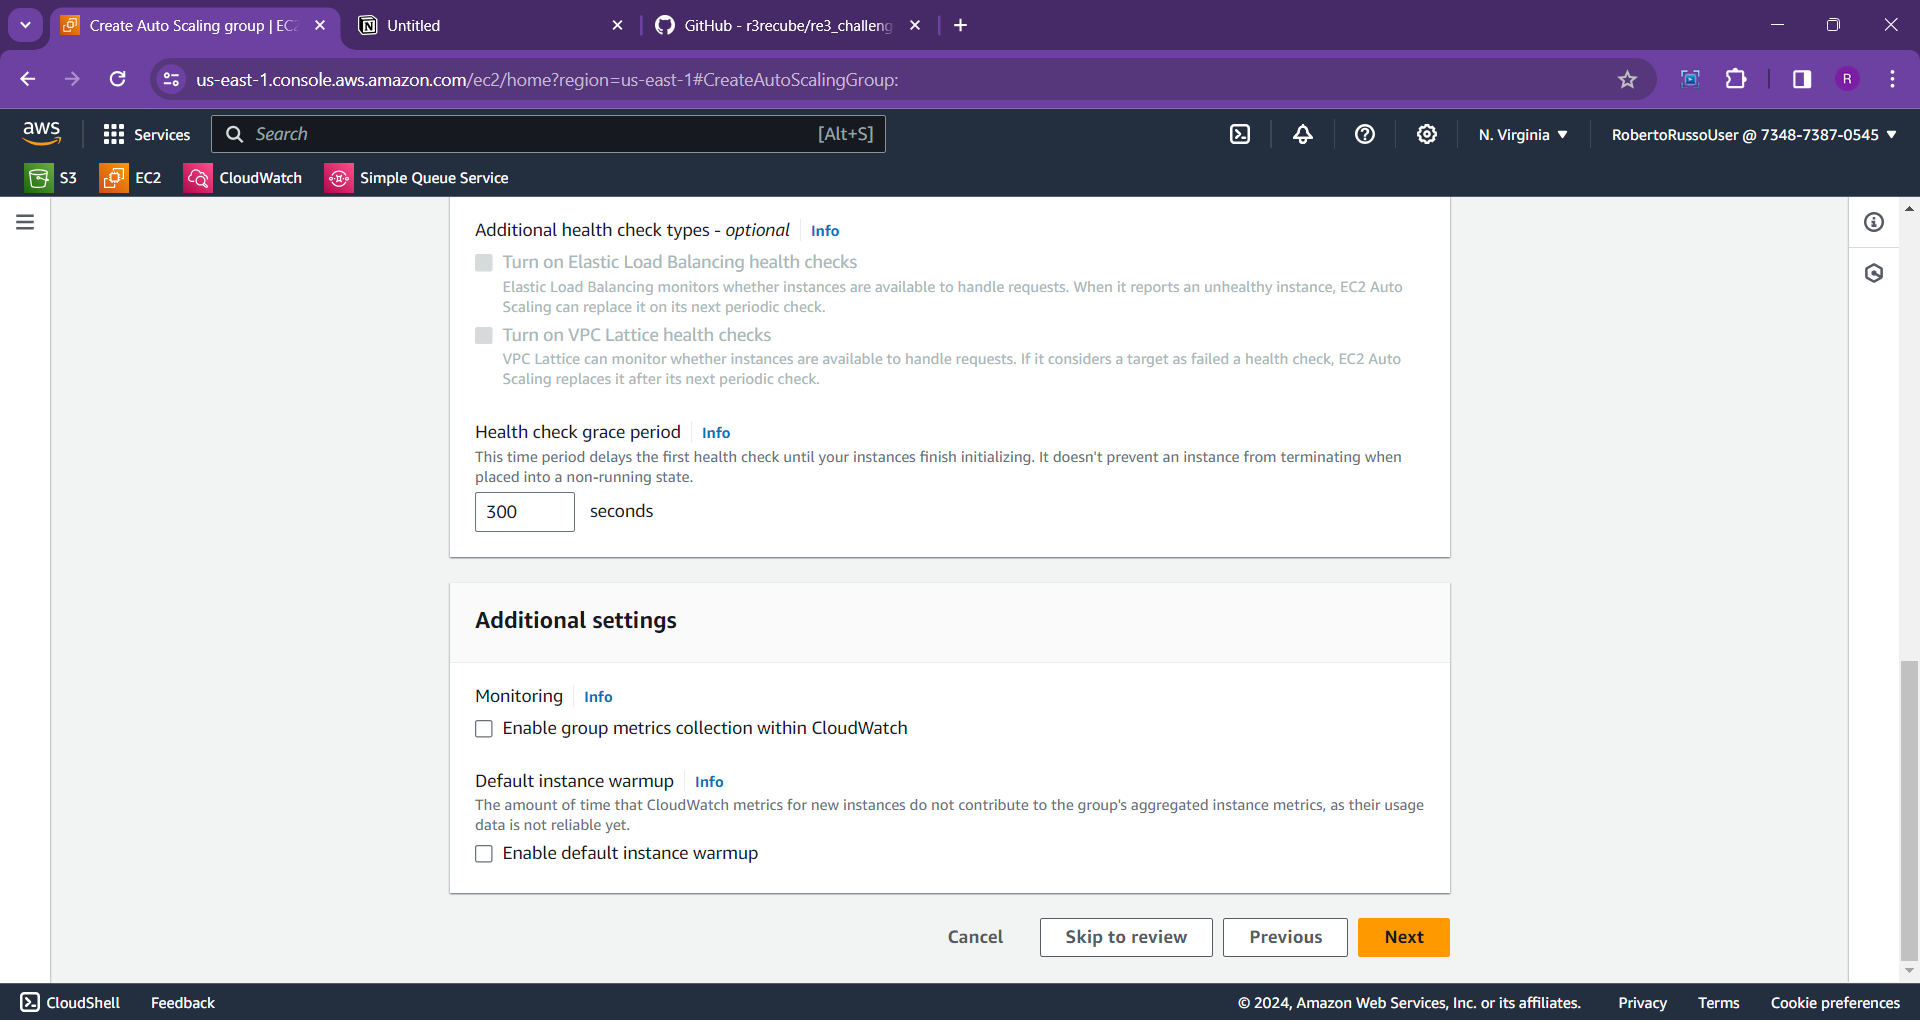 Create Auto Scaling group | EC2
Untitled
GitHub - r3recube/re3_challeng
us-east-1.console.aws.amazon.com/ec2/home?region=us-east-1#CreateAutoScalingGroup:
R
aws
Services
Search
[Alt+S]
N. Virginia
RobertoRussoUser @ 7348-7387-0545
S3
EC2
CloudWatch
Simple Queue Service
Additional health check types - optional
Info
Turn on Elastic Load Balancing health checks
Elastic Load Balancing monitors whether instances are available to handle requests. When it reports an unhealthy instance, EC2 Auto
Scaling can replace it on its next periodic check.
Turn on VPC Lattice health checks
VPC Lattice can monitor whether instances are available to handle requests. If it considers a target as failed a health check, EC2 Auto
Scaling replaces it after its next periodic check.
Health check grace period
Info
This time period delays the first health check until your instances finish initializing. It doesn't prevent an instance from terminating when
placed into a non-running state.
300
seconds
Additional settings
Monitoring
Info
Enable group metrics collection within CloudWatch
Default instance warmup
Info
The amount of time that CloudWatch metrics for new instances do not contribute to the group's aggregated instance metrics, as their usage
data is not reliable yet.
Enable default instance warmup
Cancel
Skip to review
Previous
Next
CloudShell
Feedback
© 2024, Amazon Web Services, Inc. or its affiliates.
Privacy
Terms
Cookie preferences